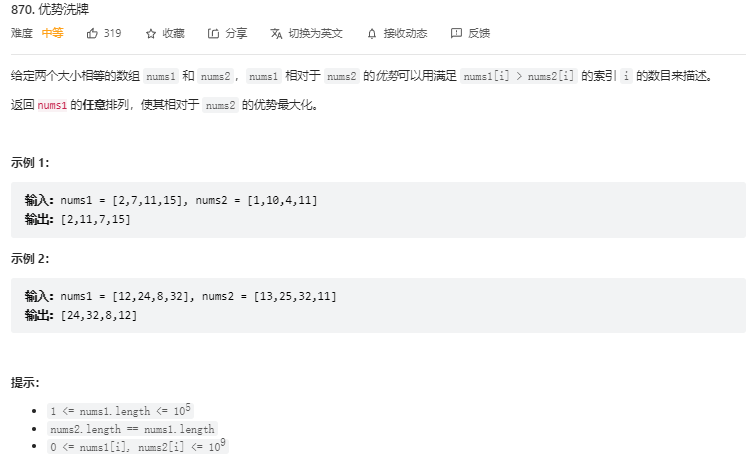 870. 优势洗牌
难度 中等 319 收藏 分享 切换为英文 接收动态 反馈
给定两个大小相等的数组 nums1 和 nums2，nums1 相对于 nums2 的优势可以用满足 nums1[i] > nums2[i] 的索引 i 的数目来描述。
返回 nums1 的任意排列，使其相对于 nums2 的优势最大化。
示例 1：
输入：nums1 = [2,7,11,15], nums2 = [1,10,4,11]
输出：[2,11,7,15]
示例 2：
输入：nums1 = [12,24,8,32], nums2 = [13,25,32,11]
输出：[24,32,8,12]
提示：
• 1 <= nums1.length <= 10⁵
• nums2.length == nums1.length
• 0 <= nums1[i], nums2[i] <= 10⁹